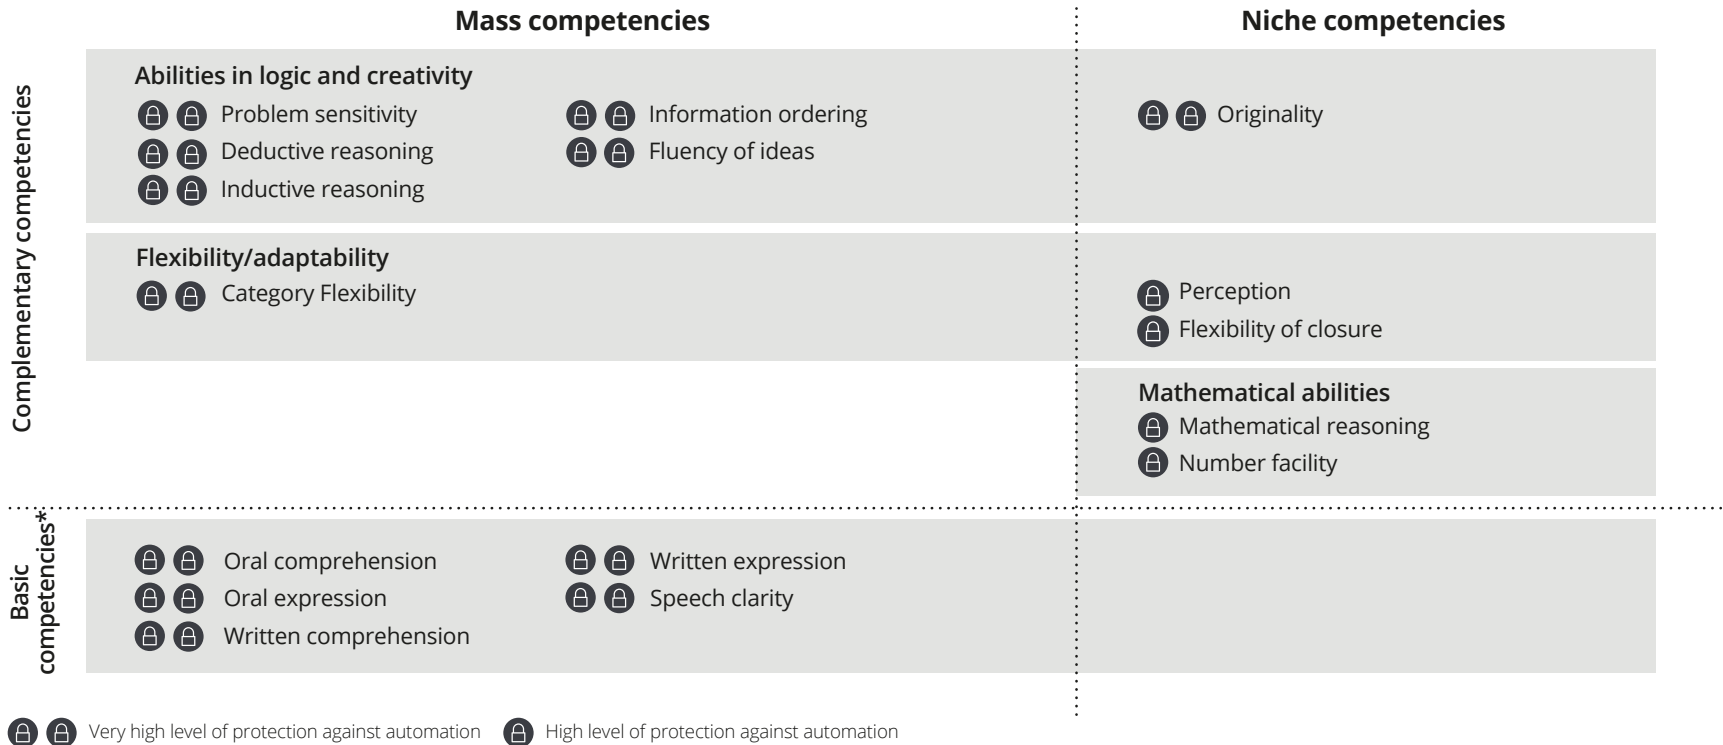 Mass competencies
Niche competencies
Complementary competencies
Abilities in logic and creativity
Problem sensitivity
Deductive reasoning
Inductive reasoning
Information ordering
Fluency of ideas
Originality
Flexibility/adaptability
Category Flexibility
Perception
Flexibility of closure
Mathematical abilities
Mathematical reasoning
Number facility
Basic
competencies*
Oral comprehension
Oral expression
Written comprehension
Written expression
Speech clarity
Very high level of protection against automation
High level of protection against automation